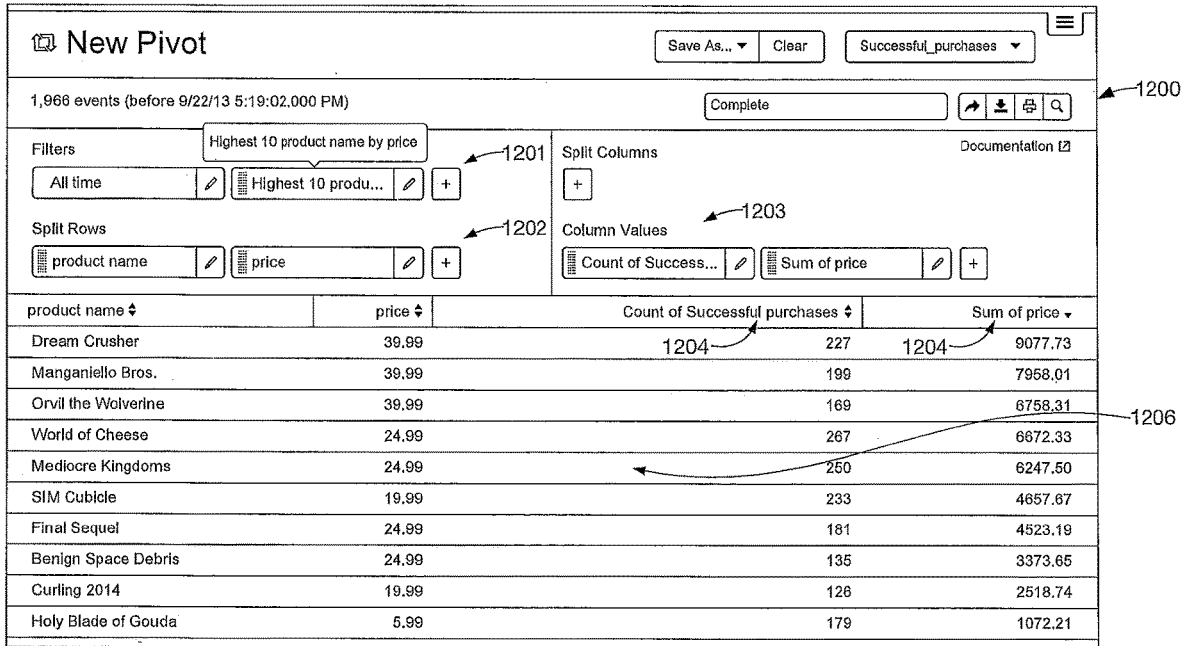 New Pivot
Save As... Clear Successful_purchases
1,966 events (before 9/22/13 5:19:02.000 PM)
Complete
1200
Highest 10 product name by price
Filters
1201
Split Columns
Documentation
All time Highest 10 produ... +
+
Split Rows
1202
1203
Column Values
product name price +
Count of Success... Sum of price +
product name price Count of Successful purchases Sum of price
Dream Crusher 39.99 1204 227 1204 9077.73
Manganiello Bros. 39.99 199 7958.01
Orvil the Wolverine 39.99 169 6758.31
1206
World of Cheese 24.99 267 6672.33
Mediocre Kingdoms 24.99 250 6247.50
SIM Cubicle 19.99 233 4657.67
Final Sequel 24.99 181 4523.19
Benign Space Debris 24.99 135 3373.65
Curling 2014 19.99 126 2518.74
Holy Blade of Gouda 5.99 179 1072.21